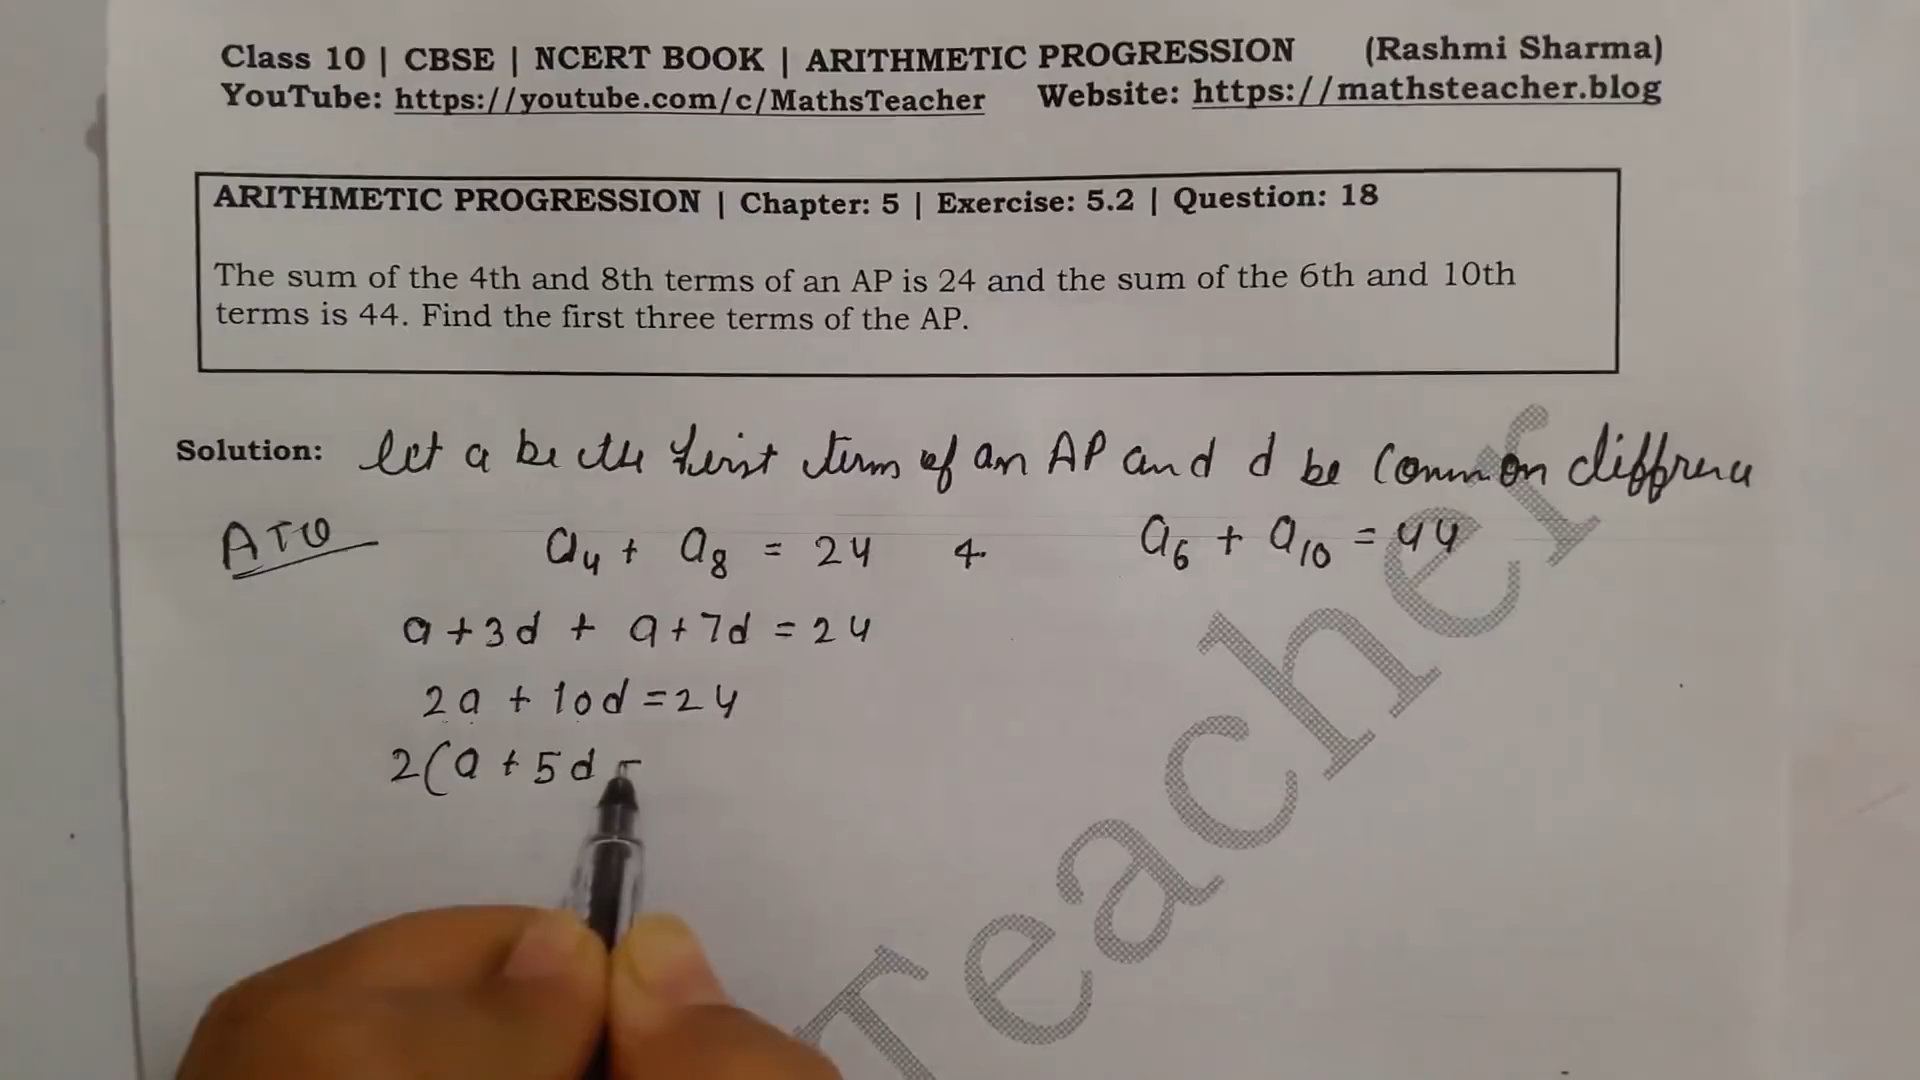 Class 10 | CBSE | NCERT BOOK | ARITHMETIC PROGRESSION (Rashmi Sharma)
YouTube: https://youtube.com/c/MathsTeacher Website: https://mathsteacher.blog
ARITHMETIC PROGRESSION | Chapter: 5 | Exercise: 5.2 | Question: 18
The sum of the 4th and 8th terms of an AP is 24 and the sum of the 6th and 10th
terms is 44. Find the first three terms of the AP.
Solution: let a be the first term of an AP and d be common difference
ATQ a₄ + a₈ = 24 & a₆ + a₁₀ = 44
a + 3d + a + 7d = 24
2a + 10d = 24
2(a + 5d
Teacher